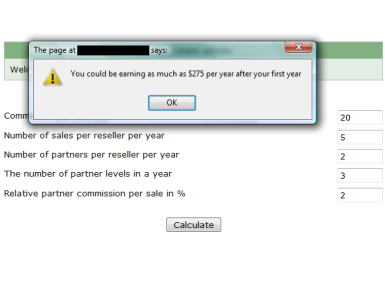 The page at says:
You could be earning as much as $275 per year after your first year
OK
Welc
Comm 20
Number of sales per reseller per year 5
Number of partners per reseller per year 2
The number of partner levels in a year 3
Relative partner commission per sale in % 2
Calculate